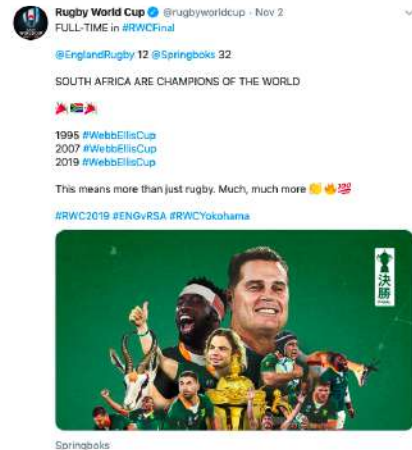 Rugby World Cup @rugbyworldcup · Nov 2
FULL-TIME in #RWCFinal
@EnglandRugby 12 @Springboks 32
SOUTH AFRICA ARE CHAMPIONS OF THE WORLD
🎉🇿🇦🎉
1995 #WebbEllisCup
2007 #WebbEllisCup
2019 #WebbEllisCup
This means more than just rugby. Much, much more 👏🔥💯
#RWC2019 #ENGvRSA #RWCYokohama
決
勝
FINAL
Springboks